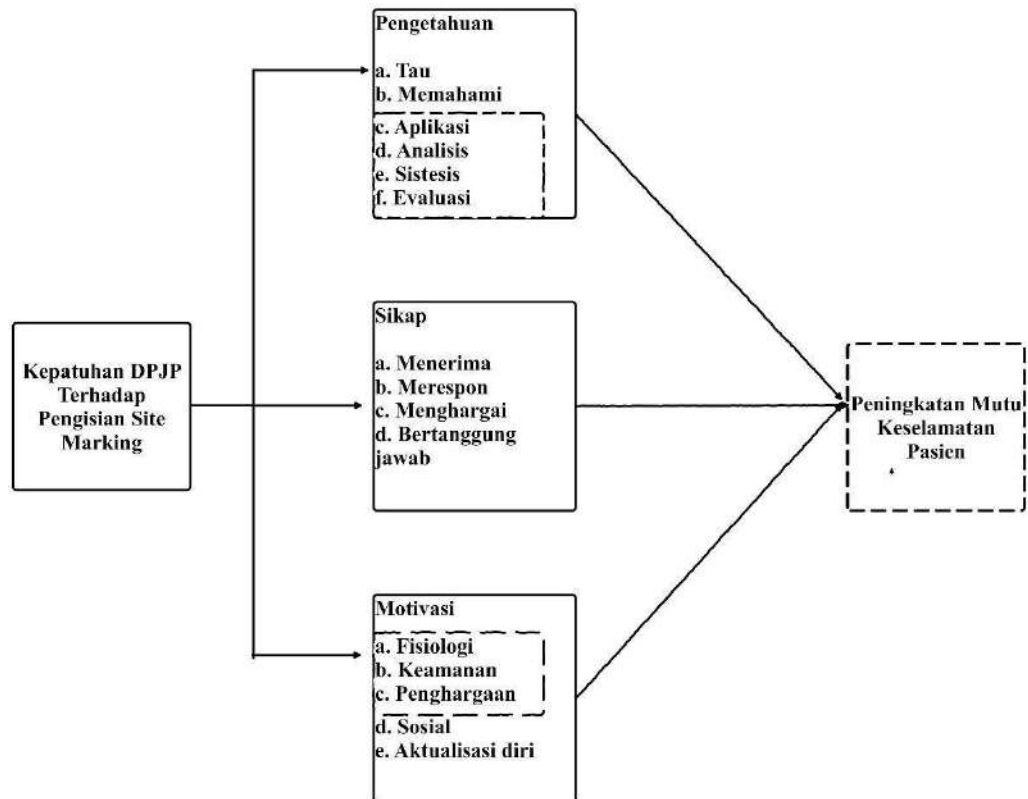 Pengetahuan
a. Tau
b. Memahami
c. Aplikasi
d. Analisis
e. Sistesis
f. Evaluasi
Kepatuhan DPJP
Terhadap
Pengisian Site
Marking
Sikap
a. Menerima
b. Merespon
c. Menghargai
d. Bertanggung
jawab
Peningkatan Mutu
Keselamatan
Pasien
Motivasi
a. Fisiologi
b. Keamanan
c. Penghargaan
d. Sosial
e. Aktualisasi diri